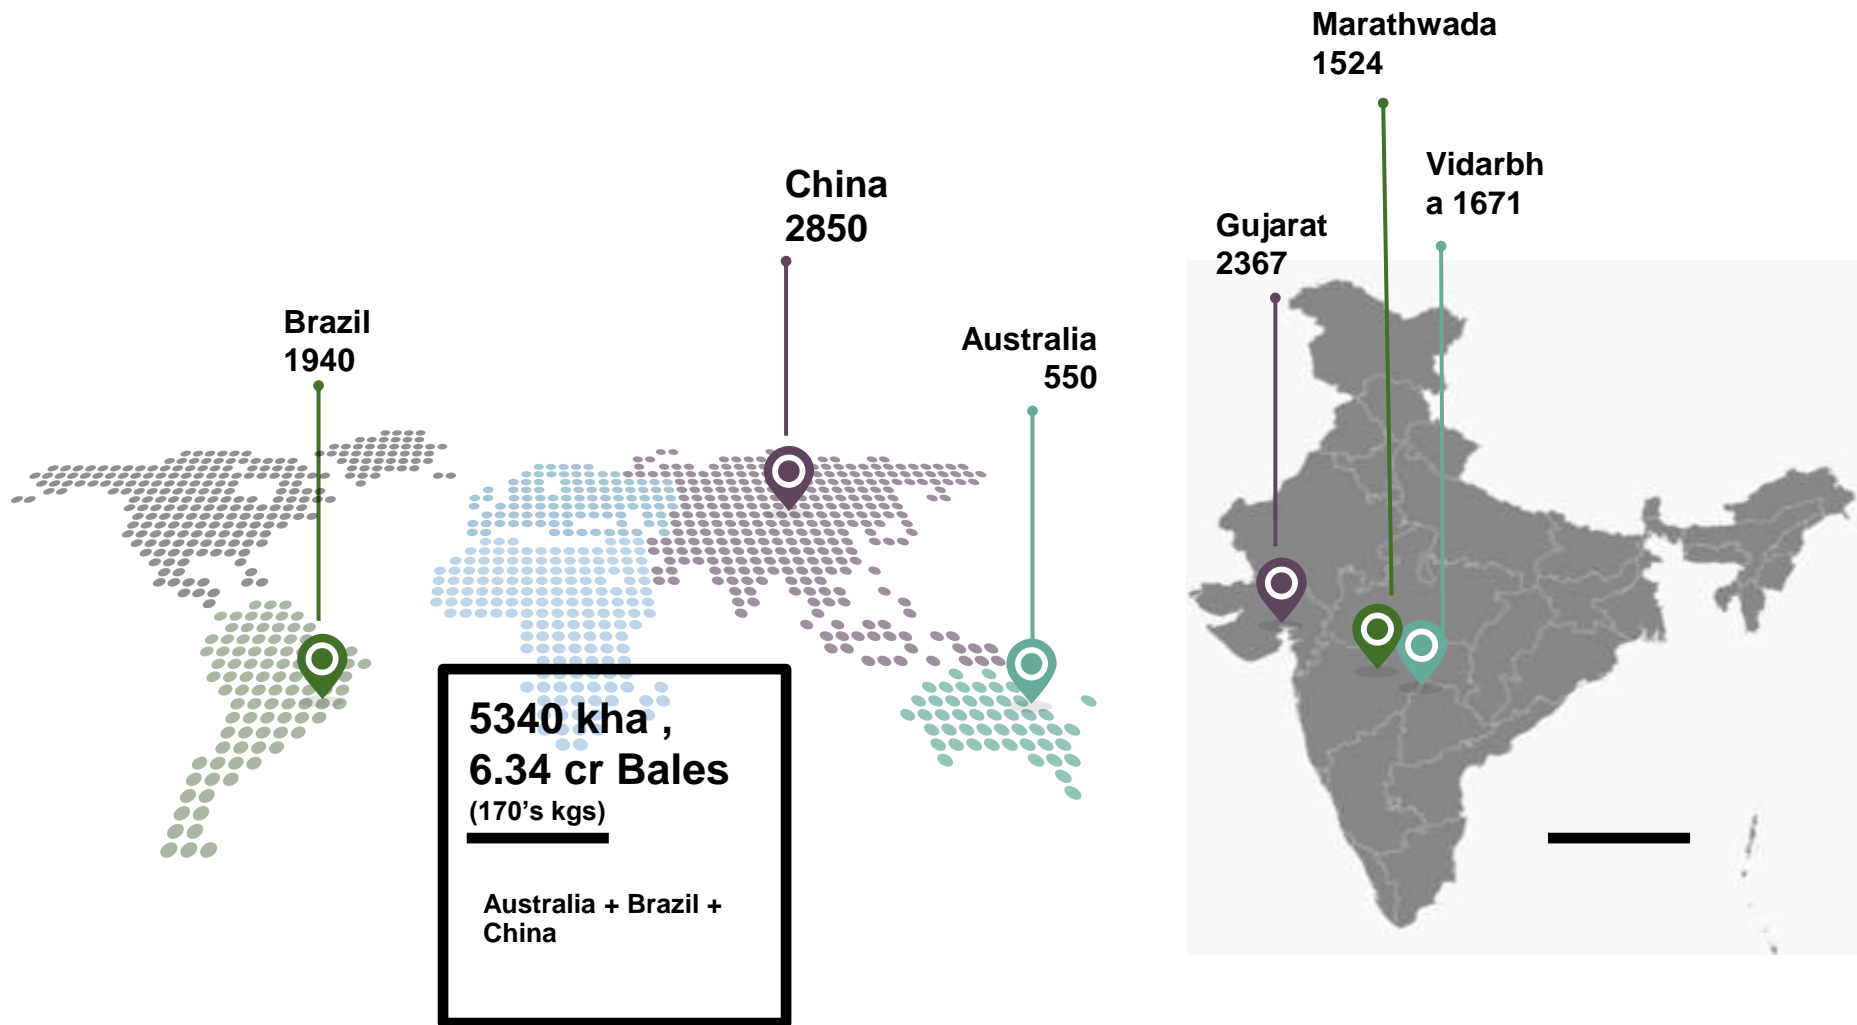 Marathwada
1524
Vidarbh
a 1671
China
2850
Gujarat
2367
Brazil
1940
Australia
550
5340 kha ,
6.34 cr Bales
(170’s kgs)
Australia + Brazil +
China